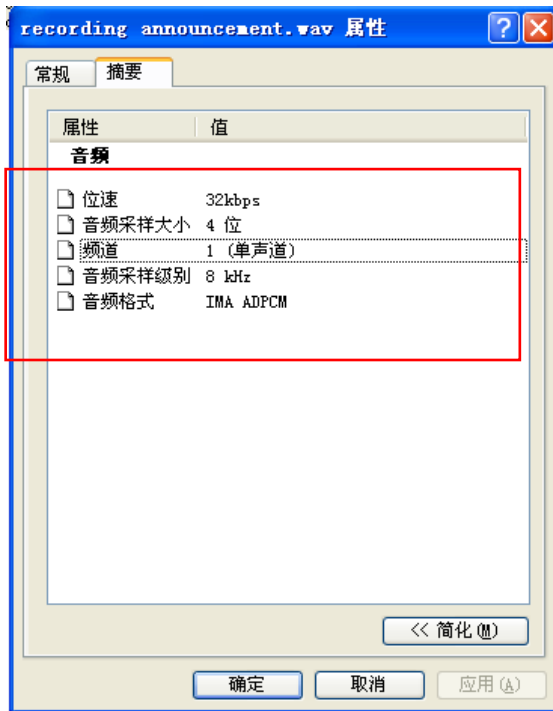 recording announcement.wav 属性
常规 摘要
属性 值
音频
位速 32kbps
音频采样大小 4 位
频道 1 (单声道)
音频采样级别 8 kHz
音频格式 IMA ADPCM
<< 简化(M)
确定 取消 应用(A)